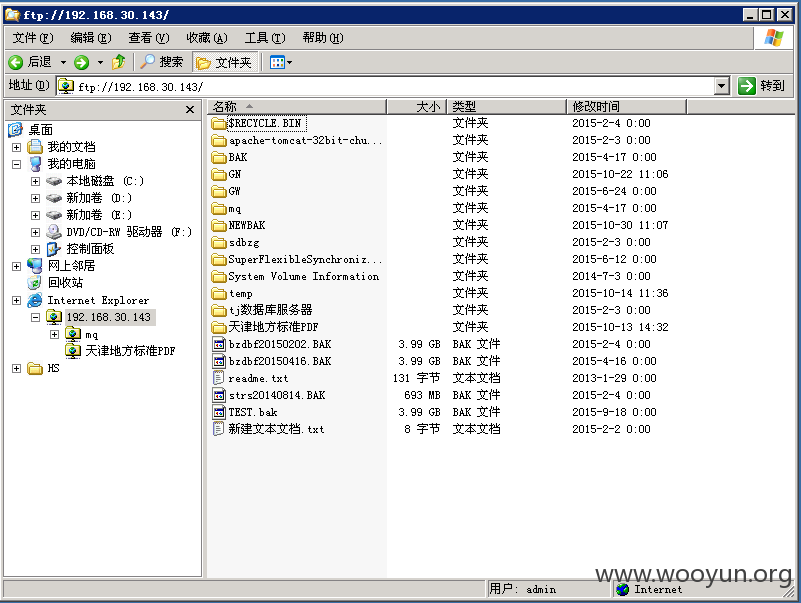 ftp://192.168.30.143/
文件(F) 编辑(E) 查看(V) 收藏(A) 工具(T) 帮助(H)
后退 搜索 文件夹
地址(D) ftp://192.168.30.143/ 转到
文件夹
桌面
我的文档
我的电脑
本地磁盘 (C:)
新加卷 (D:)
新加卷 (E:)
DVD/CD-RW 驱动器 (F:)
控制面板
网上邻居
回收站
Internet Explorer
192.168.30.143
mq
天津地方标准PDF
HS
名称 大小 类型 修改时间
$RECYCLE.BIN 文件夹 2015-2-4 0:00
apache-tomcat-32bit-chu... 文件夹 2015-2-3 0:00
BAK 文件夹 2015-4-17 0:00
GN 文件夹 2015-10-22 11:06
GW 文件夹 2015-6-24 0:00
mq 文件夹 2015-4-17 0:00
NEWBAK 文件夹 2015-10-30 11:07
sdbzg 文件夹 2015-2-3 0:00
SuperFlexibleSynchroniz... 文件夹 2015-6-12 0:00
System Volume Information 文件夹 2014-7-3 0:00
temp 文件夹 2015-10-14 11:36
tj数据库服务器 文件夹 2015-2-3 0:00
天津地方标准PDF 文件夹 2015-10-13 14:32
bzdbf20150202.BAK 3.99 GB BAK 文件 2015-2-4 0:00
bzdbf20150416.BAK 3.99 GB BAK 文件 2015-4-16 0:00
readme.txt 131 字节 文本文档 2013-1-29 0:00
strs20140814.BAK 693 MB BAK 文件 2015-2-4 0:00
TEST.bak 3.99 GB BAK 文件 2015-9-18 0:00
新建文本文档.txt 8 字节 文本文档 2015-2-2 0:00
www.wooyun.org
用户: admin Internet